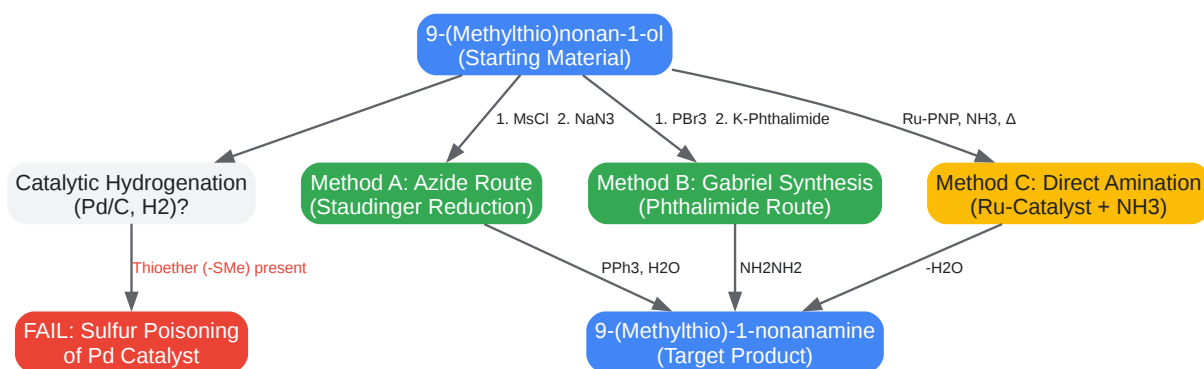 9-(Methylthio)nonan-1-ol
(Starting Material)
1. MsCl  2. NaN3
1. PBr3  2. K-Phthalimide
Ru-PNP, NH3, Δ
Catalytic Hydrogenation
(Pd/C, H2)?
Method A: Azide Route
(Staudinger Reduction)
Method B: Gabriel Synthesis
(Phthalimide Route)
Method C: Direct Amination
(Ru-Catalyst + NH3)
Thioether (-SMe) present
PPh3, H2O
NH2NH2
-H2O
FAIL: Sulfur Poisoning
of Pd Catalyst
9-(Methylthio)-1-nonanamine
(Target Product)